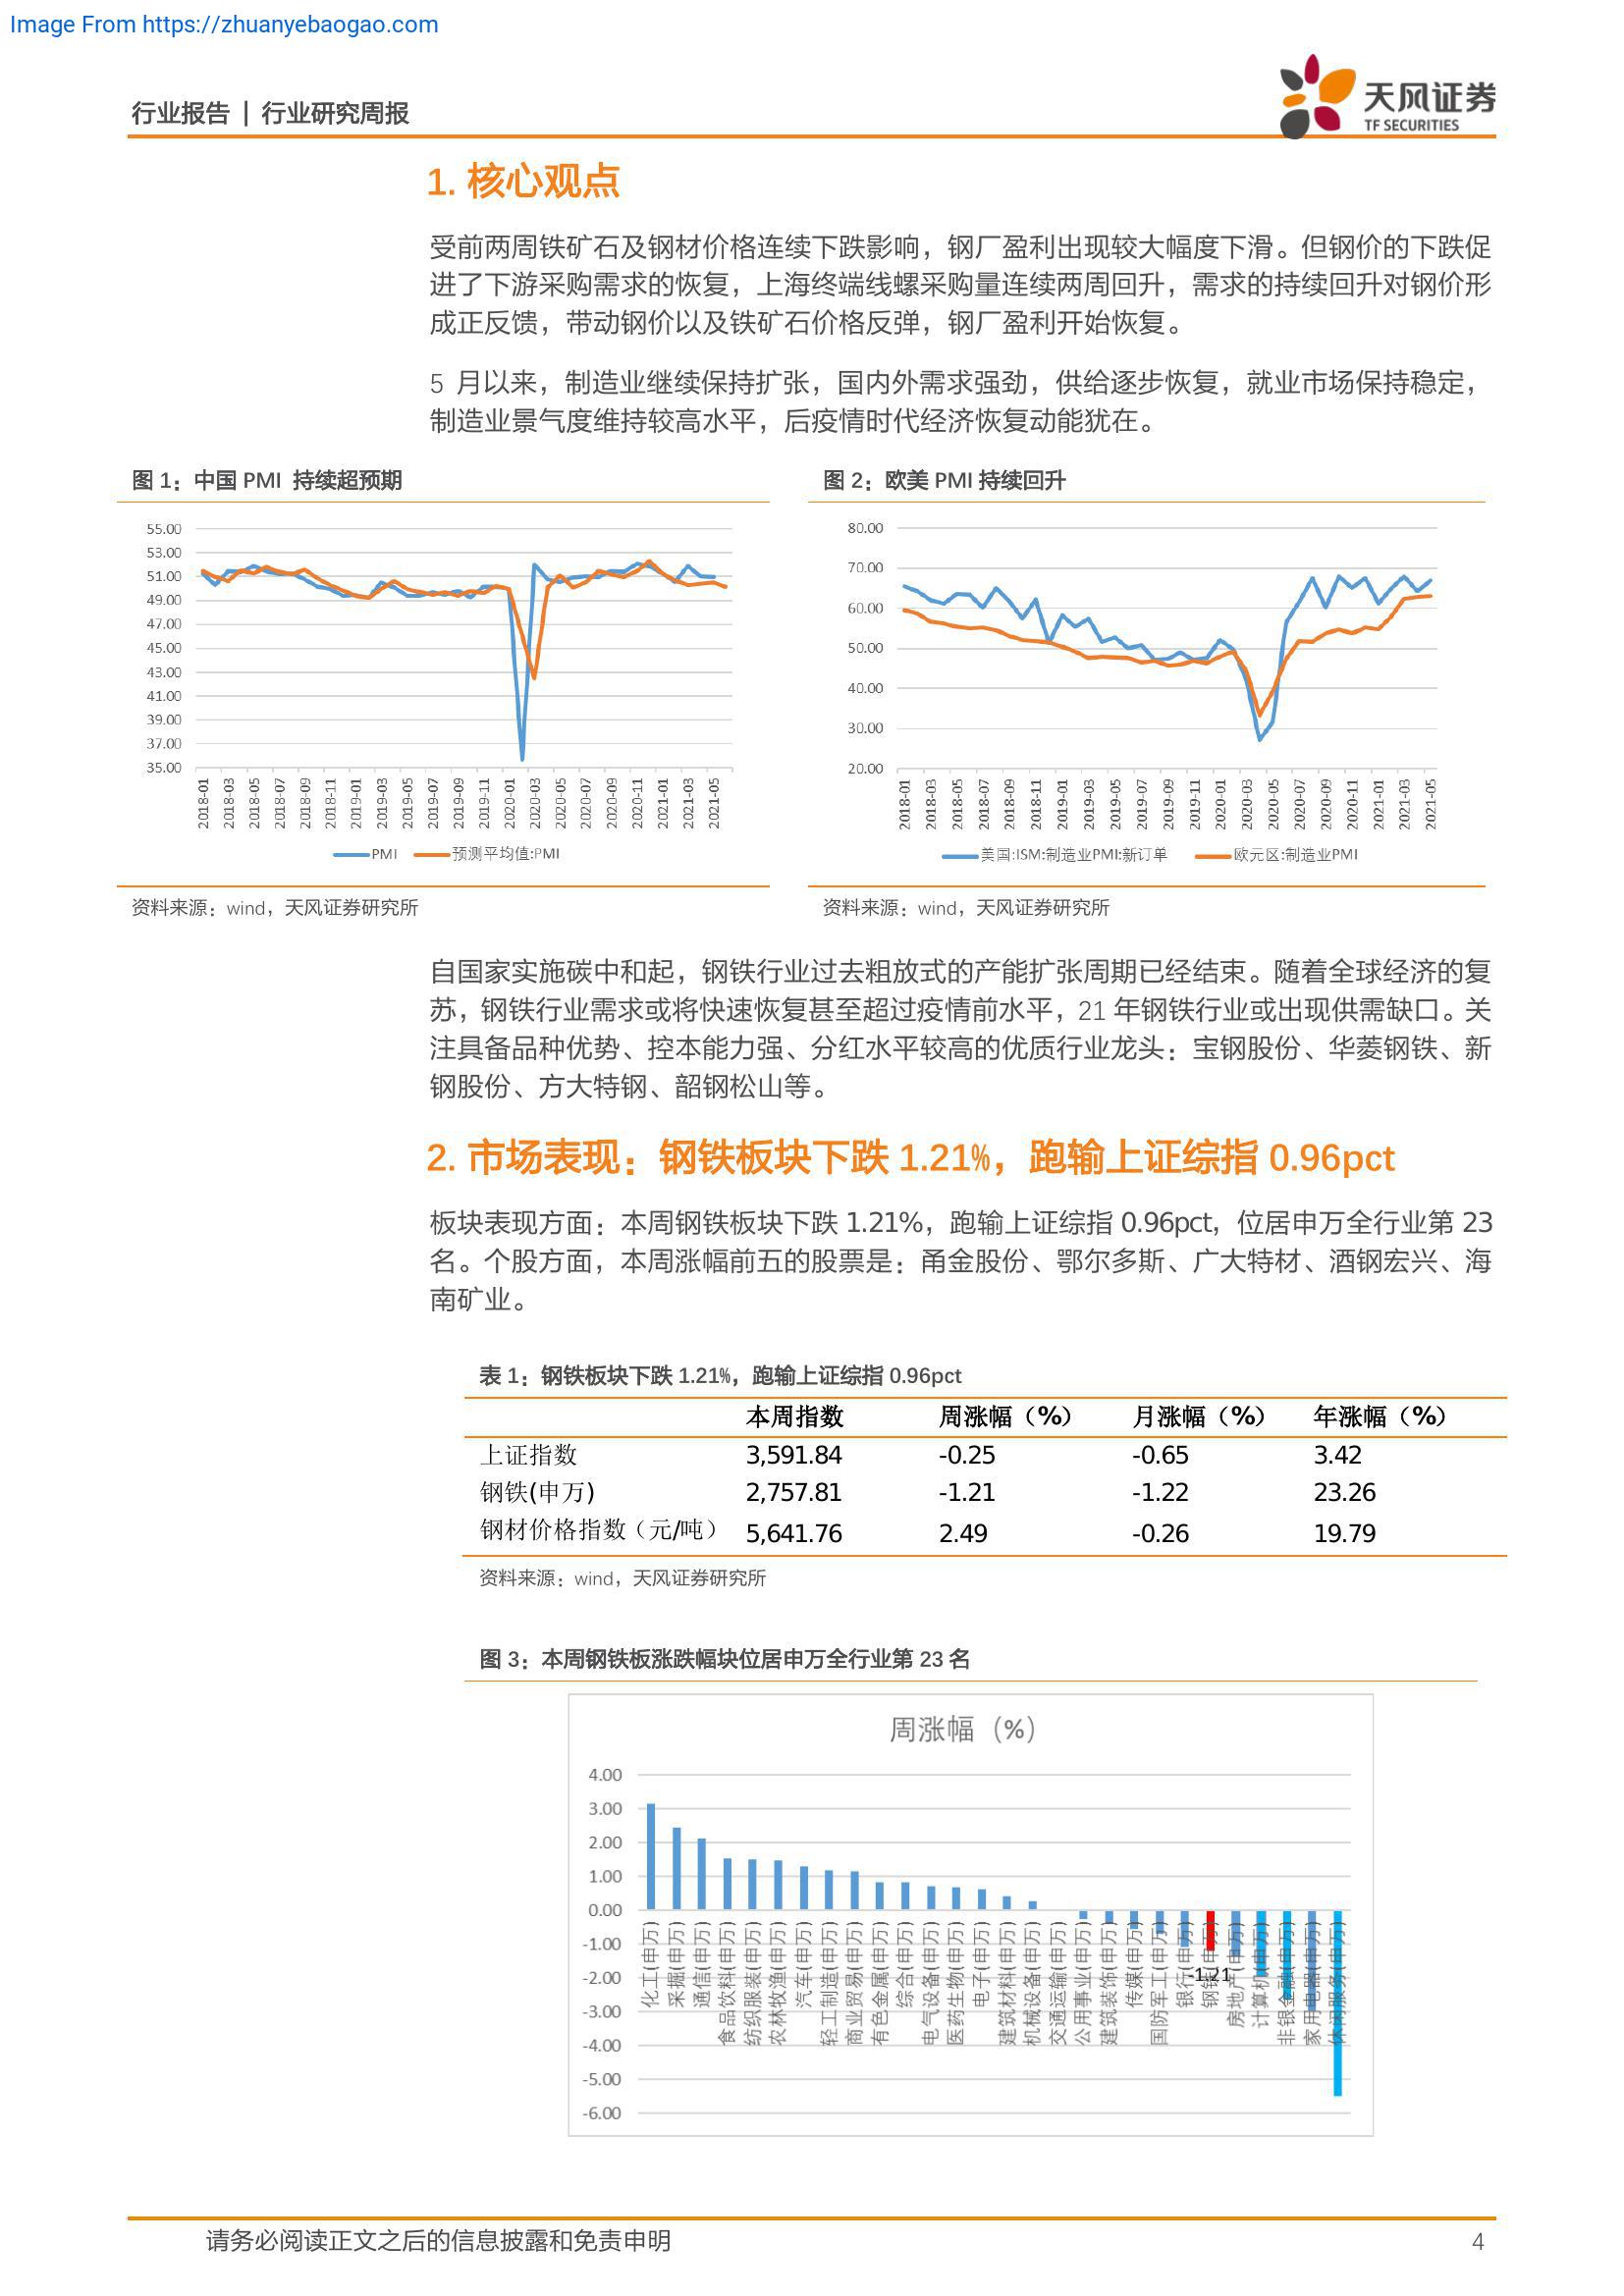 Image From https://zhuanyebaogao.com
行业报告 | 行业研究周报
天风证券
TF SECURITIES
1. 核心观点
受前两周铁矿石及钢材价格连续下跌影响，钢厂盈利出现较大幅度下滑。但钢价的下跌促
进了下游采购需求的恢复，上海终端线螺采购量连续两周回升，需求的持续回升对钢价形
成正反馈，带动钢价以及铁矿石价格反弹，钢厂盈利开始恢复。
5 月以来，制造业继续保持扩张，国内外需求强劲，供给逐步恢复，就业市场保持稳定，
制造业景气度维持较高水平，后疫情时代经济恢复动能犹在。
图 1：中国 PMI 持续超预期
55.00
53.00
51.00
49.00
47.00
45.00
43.00
41.00
39.00
37.00
35.00
2018-01
2018-03
2018-05
2018-07
2018-09
2018-11
2019-01
2019-03
2019-05
2019-07
2019-09
2019-11
2020-01
2020-03
2020-05
2020-07
2020-09
2020-11
2021-01
2021-03
2021-05
PMI 预测平均值:PMI
资料来源：wind，天风证券研究所
图 2：欧美 PMI 持续回升
80.00
70.00
60.00
50.00
40.00
30.00
20.00
2018-01
2018-03
2018-05
2018-07
2018-09
2018-11
2019-01
2019-03
2019-05
2019-07
2019-09
2019-11
2020-01
2020-03
2020-05
2020-07
2020-09
2020-11
2021-01
2021-03
2021-05
美国:ISM:制造业PMI:新订单 欧元区:制造业PMI
资料来源：wind，天风证券研究所
自国家实施碳中和起，钢铁行业过去粗放式的产能扩张周期已经结束。随着全球经济的复
苏，钢铁行业需求或将快速恢复甚至超过疫情前水平，21 年钢铁行业或出现供需缺口。关
注具备品种优势、控本能力强、分红水平较高的优质行业龙头：宝钢股份、华菱钢铁、新
钢股份、方大特钢、韶钢松山等。
2. 市场表现：钢铁板块下跌 1.21%，跑输上证综指 0.96pct
板块表现方面：本周钢铁板块下跌 1.21%，跑输上证综指 0.96pct，位居申万全行业第 23
名。个股方面，本周涨幅前五的股票是：甬金股份、鄂尔多斯、广大特材、酒钢宏兴、海
南矿业。
表 1：钢铁板块下跌 1.21%，跑输上证综指 0.96pct
本周指数 周涨幅（%） 月涨幅（%） 年涨幅（%）
上证指数 3,591.84 -0.25 -0.65 3.42
钢铁(申万) 2,757.81 -1.21 -1.22 23.26
钢材价格指数（元/吨） 5,641.76 2.49 -0.26 19.79
资料来源：wind，天风证券研究所
图 3：本周钢铁板涨跌幅块位居申万全行业第 23 名
周涨幅（%）
4.00
3.00
2.00
1.00
0.00
-1.00
-2.00
-3.00
-4.00
-5.00
-6.00
化工(申万)
采掘(申万)
通信(申万)
食品饮料(申万)
纺织服装(申万)
农林牧渔(申万)
汽车(申万)
轻工制造(申万)
商业贸易(申万)
有色金属(申万)
综合(申万)
电气设备(申万)
医药生物(申万)
电子(申万)
建筑材料(申万)
机械设备(申万)
交通运输(申万)
公用事业(申万)
建筑装饰(申万)
传媒(申万)
国防军工(申万)
银行(申万)
钢铁(申万)
房地产(申万)
计算机(申万)
非银金融(申万)
家用电器(申万)
休闲服务(申万)
-1.21
请务必阅读正文之后的信息披露和免责申明
4